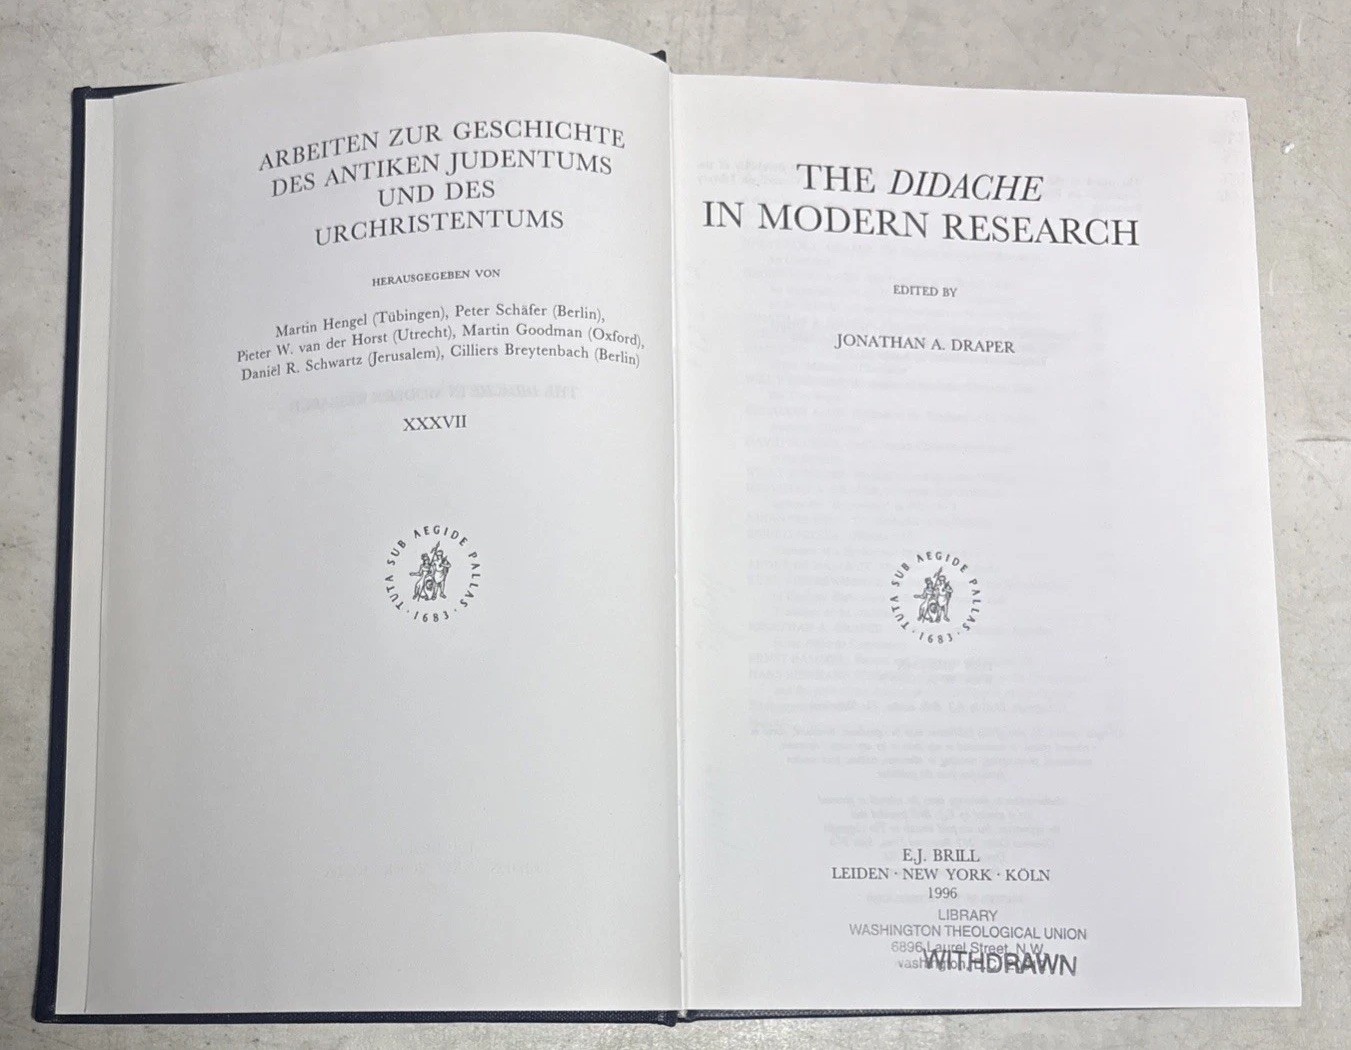 ARBEITEN ZUR GESCHICHTE
DES ANTIKEN JUDENTUMS
UND DES
URCHRISTENTUMS
HERAUSGEGEBEN VON
Martin Hengel (Tübingen), Peter Schäfer (Berlin),
Pieter W. van der Horst (Utrecht), Martin Goodman (Oxford),
Daniël R. Schwartz (Jerusalem), Cilliers Breytenbach (Berlin)
XXXVII
TUTA SUB AEGIDE PALLAS · 1683 ·
THE DIDACHE
IN MODERN RESEARCH
EDITED BY
JONATHAN A. DRAPER
TUTA SUB AEGIDE PALLAS · 1683 ·
E.J. BRILL
LEIDEN · NEW YORK · KÖLN
1996
LIBRARY
WASHINGTON THEOLOGICAL UNION
6896 Laurel Street, N.W.
WITHDRAWN